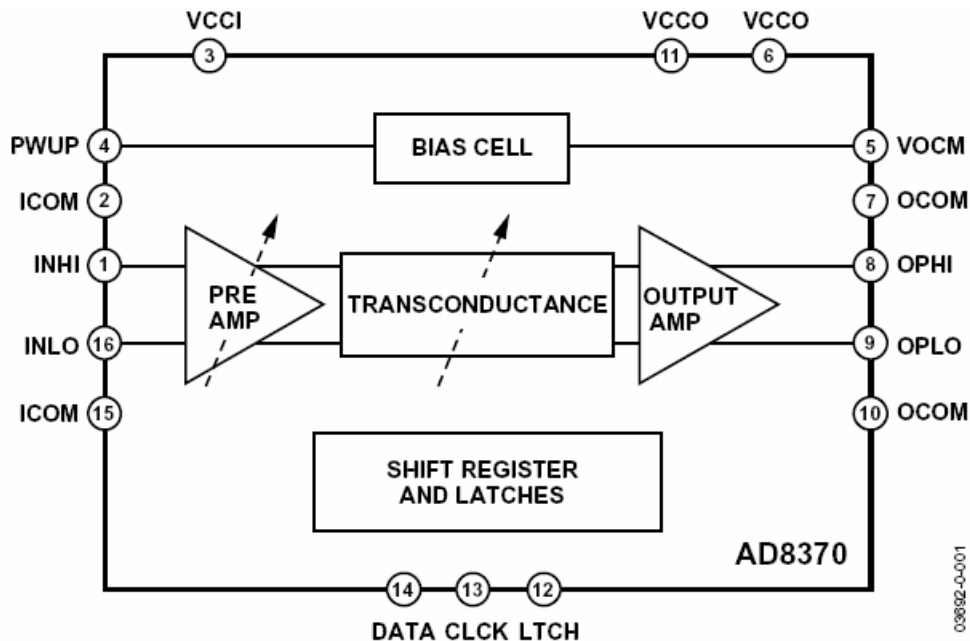 VCCI
VCCO
VCCO
3
11
6
PWUP
4
BIAS CELL
5
VOCM
ICOM
2
7
OCOM
INHI
1
8
OPHI
PRE
AMP
TRANSCONDUCTANCE
OUTPUT
AMP
INLO
16
9
OPLO
ICOM
15
10
OCOM
SHIFT REGISTER
AND LATCHES
AD8370
14
13
12
DATA CLCK LTCH
03692-0-001